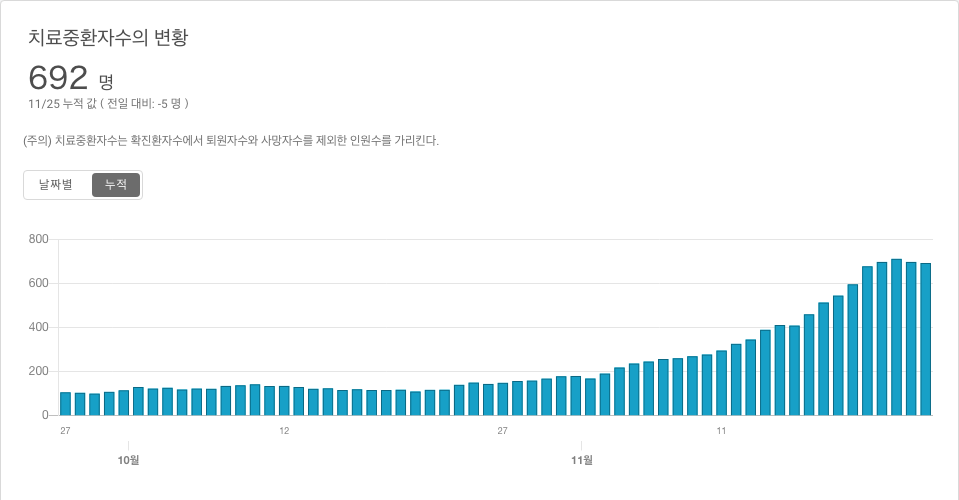 치료중환자수의 변황
692 명
11/25 누적 값 ( 전일 대비: -5 명 )
(주의) 치료중환자수는 확진환자수에서 퇴원자수와 사망자수를 제외한 인원수를 가리킨다.
날짜별 누적
800
600
400
200
0
27 12 27 11
10월 11월